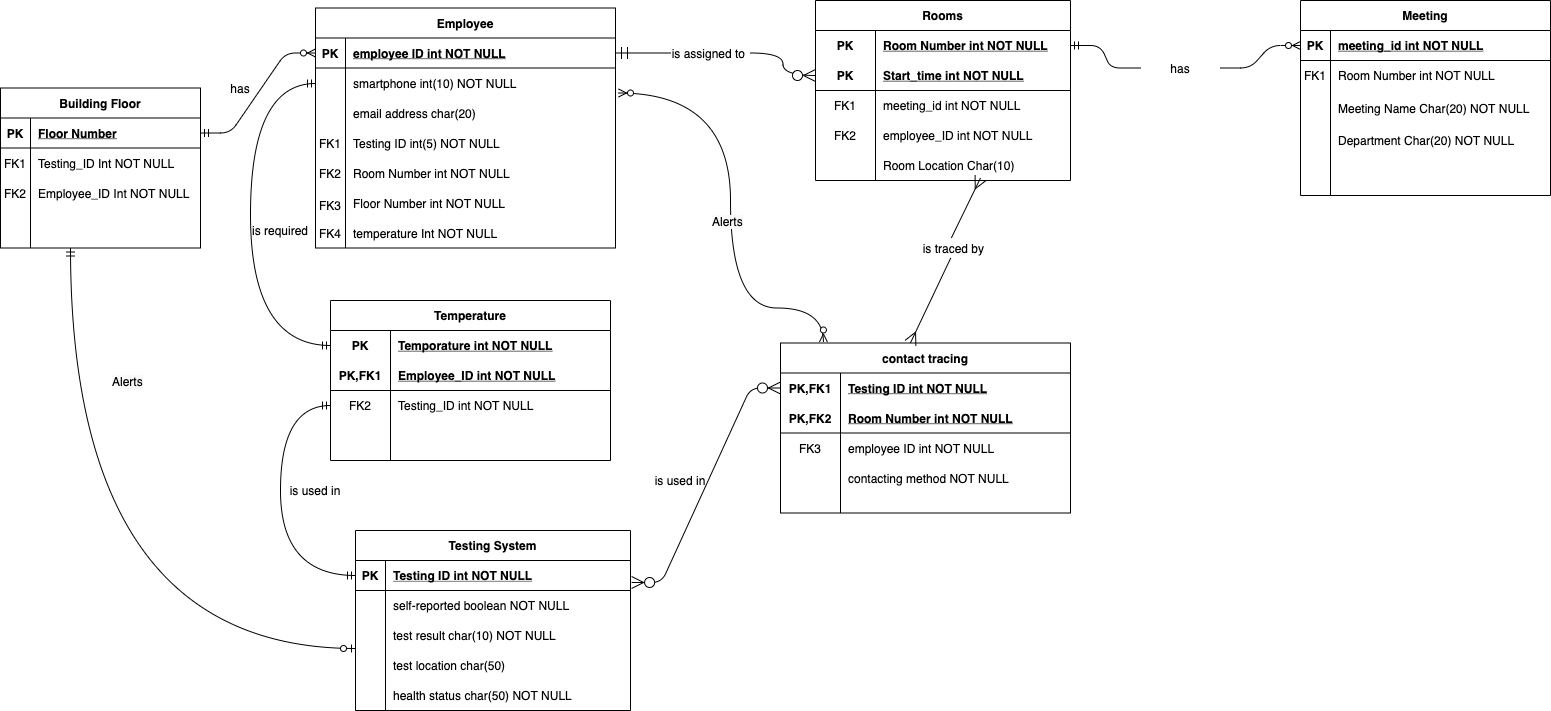 Employee
PK employee ID int NOT NULL
smartphone int(10) NOT NULL
email address char(20)
FK1 Testing ID int(5) NOT NULL
FK2 Room Number int NOT NULL
FK3 Floor Number int NOT NULL
FK4 temperature Int NOT NULL
Rooms
PK Room Number int NOT NULL
PK Start_time int NOT NULL
FK1 meeting_id int NOT NULL
FK2 employee_ID int NOT NULL
Room Location Char(10)
Meeting
PK meeting_id int NOT NULL
FK1 Room Number int NOT NULL
Meeting Name Char(20) NOT NULL
Department Char(20) NOT NULL
is assigned to
has
has
Building Floor
PK Floor Number
FK1 Testing_ID Int NOT NULL
FK2 Employee_ID Int NOT NULL
is required
Alerts
is traced by
Temperature
PK Temporature int NOT NULL
PK,FK1 Employee_ID int NOT NULL
FK2 Testing_ID int NOT NULL
contact tracing
PK,FK1 Testing ID int NOT NULL
PK,FK2 Room Number int NOT NULL
FK3 employee ID int NOT NULL
contacting method NOT NULL
Alerts
is used in
is used in
Testing System
PK Testing ID int NOT NULL
self-reported boolean NOT NULL
test result char(10) NOT NULL
test location char(50)
health status char(50) NOT NULL